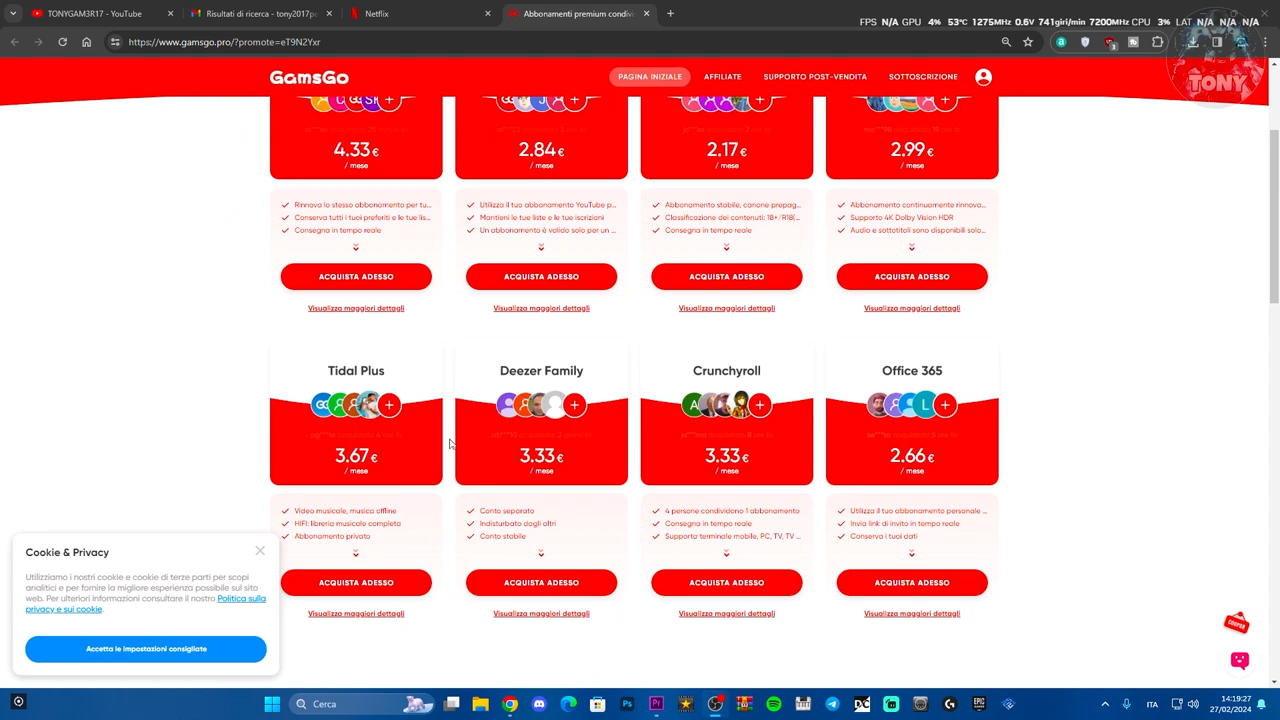 TONYGAM3R17 - YouTube
Risultati di ricerca - tony2017p
Netflix
Abbonamenti premium condiv
FPS N/A GPU 4% 53°C 1275MHz 0.6V 741giri/min 7200MHz CPU 3% LAT N/A N/A N/A
https://www.gamsgo.pro/?promote=eT9N2Yxr
TONY
GamsGo
PAGINA INIZIALE
AFFILIATE
SUPPORTO POST-VENDITA
SOTTOSCRIZIONE
4.33 €
/ mese
2.84 €
/ mese
2.17 €
/ mese
2.99 €
/ mese
Rinnova lo stesso abbonamento per tu...
Conserva tutti i tuoi preferiti e le tue lis...
Consegna in tempo reale
Utilizza il tuo abbonamento YouTube p...
Mantieni le tue liste e le tue iscrizioni
Un abbonamento è valido solo per un ...
Abbonamento stabile, canone prepag...
Classificazione dei contenuti: 18+/R18(...
Consegna in tempo reale
Abbonamento continuamente rinnova...
Supporto 4K Dolby Vision HDR
Audio e sottotitoli sono disponibili solo...
ACQUISTA ADESSO
ACQUISTA ADESSO
ACQUISTA ADESSO
ACQUISTA ADESSO
Visualizza maggiori dettagli
Visualizza maggiori dettagli
Visualizza maggiori dettagli
Visualizza maggiori dettagli
Tidal Plus
3.67 €
/ mese
Deezer Family
3.33 €
/ mese
Crunchyroll
A
3.33 €
/ mese
Office 365
L
2.66 €
/ mese
Video musicale, musica offline
HIFI: libreria musicale completa
Abbonamento privato
Conto separato
Indisturbato dagli altri
Conto stabile
4 persone condividono 1 abbonamento
Consegna in tempo reale
Supporta terminale mobile, PC, TV, TV ...
Utilizza il tuo abbonamento personale ...
Invia link di invito in tempo reale
Conserva i tuoi dati
ACQUISTA ADESSO
ACQUISTA ADESSO
ACQUISTA ADESSO
ACQUISTA ADESSO
Visualizza maggiori dettagli
Visualizza maggiori dettagli
Visualizza maggiori dettagli
Visualizza maggiori dettagli
Cookie & Privacy
Utilizziamo i nostri cookie e cookie di terze parti per scopi
analitici e per fornire la migliore esperienza possibile sul sito
web. Per ulteriori informazioni consultare il nostro Politica sulla
privacy e sui cookie.
Accetta le impostazioni consigliate
COUPON
Cerca
ITA
14:19:27
27/02/2024